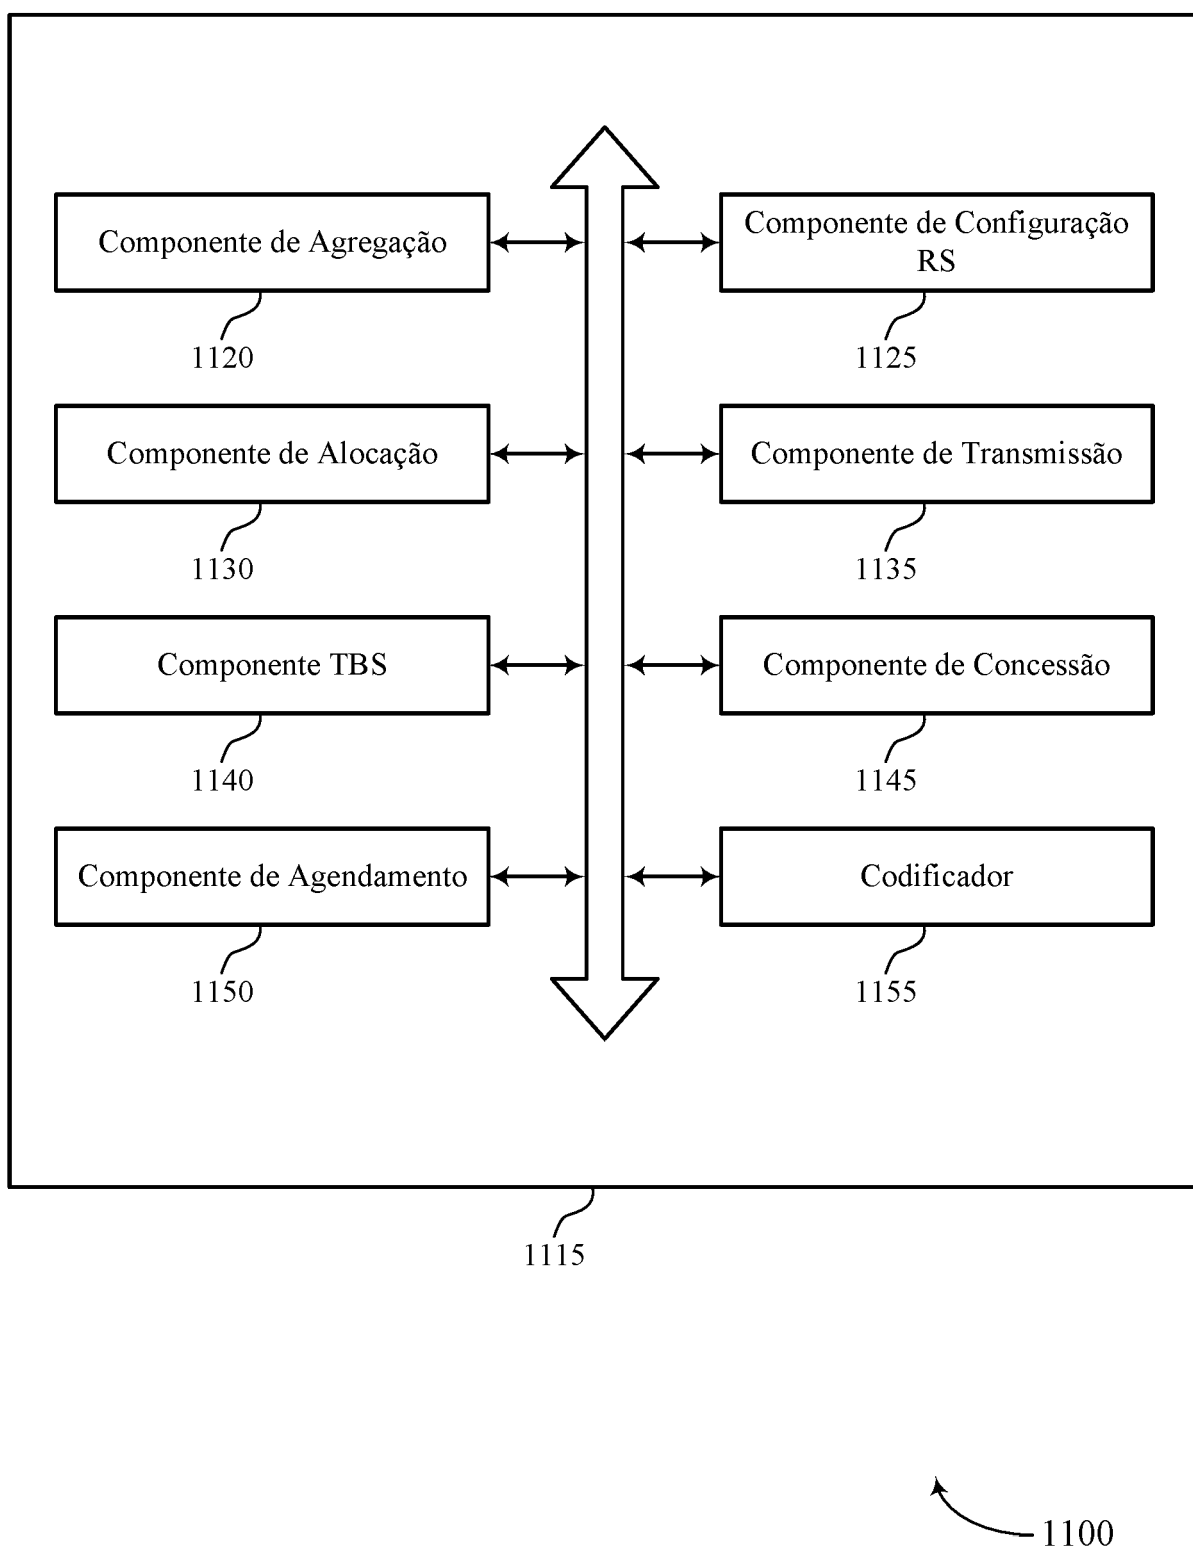 Componente de Agregação
1120
Componente de Configuração
RS
1125
Componente de Alocação
1130
Componente de Transmissão
1135
Componente TBS
1140
Componente de Concessão
1145
Componente de Agendamento
1150
Codificador
1155
1115
1100